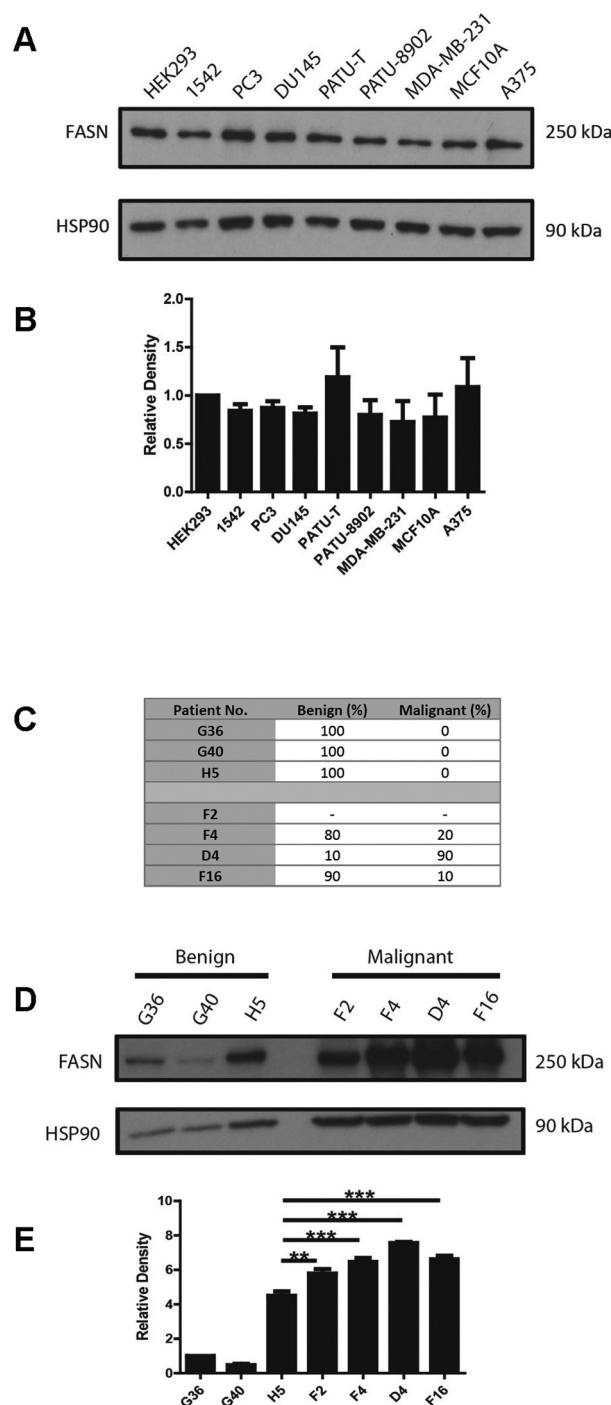 A
HEK293 1542 PC3 DU145 PATU-T PATU-8902 MDA-MB-231 MCF10A A375
FASN 250 kDa
HSP90 90 kDa
B
Relative Density
2.0
1.5
1.0
0.5
0.0
HEK293 1542 PC3 DU145 PATU-T PATU-8902 MDA-MB-231 MCF10A A375
C
Patient No. Benign (%) Malignant (%)
G36 100 0
G40 100 0
H5 100 0
F2 - -
F4 80 20
D4 10 90
F16 90 10
D
Benign Malignant
G36 G40 H5 F2 F4 D4 F16
FASN 250 kDa
HSP90 90 kDa
E
Relative Density
10
8
6
4
2
0
***
***
***
**
G36 G40 H5 F2 F4 D4 F16